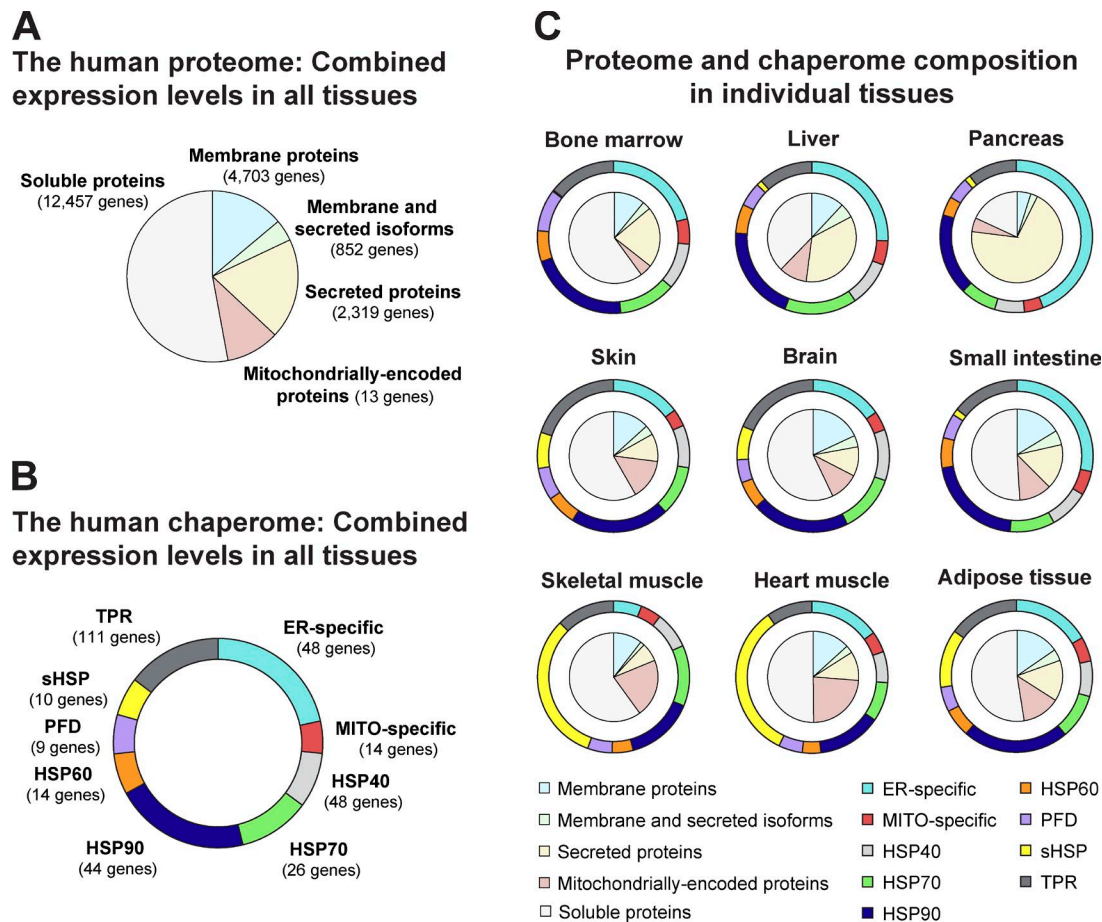 A
The human proteome: Combined
expression levels in all tissues
Membrane proteins
(4,703 genes)
Soluble proteins
(12,457 genes)
Membrane and
secreted isoforms
(852 genes)
Secreted proteins
(2,319 genes)
Mitochondrially-encoded
proteins (13 genes)
B
The human chaperome: Combined
expression levels in all tissues
TPR
(111 genes)
ER-specific
(48 genes)
sHSP
(10 genes)
PFD
(9 genes)
MITO-specific
(14 genes)
HSP60
(14 genes)
HSP40
(48 genes)
HSP90
(44 genes)
HSP70
(26 genes)
C
Proteome and chaperome composition
in individual tissues
Bone marrow
Liver
Pancreas
Skin
Brain
Small intestine
Skeletal muscle
Heart muscle
Adipose tissue
Membrane proteins
Membrane and secreted isoforms
Secreted proteins
Mitochondrially-encoded proteins
Soluble proteins
ER-specific
MITO-specific
HSP40
HSP70
HSP90
HSP60
PFD
sHSP
TPR